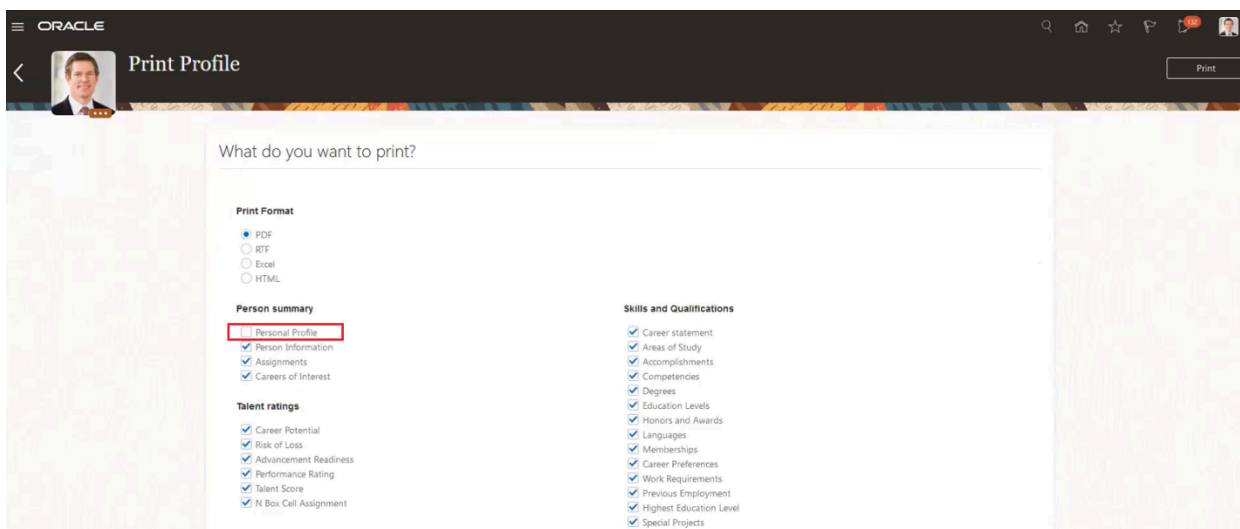 ORACLE
132
Print Profile
Print
What do you want to print?
Print Format
PDF
RTF
Excel
HTML
Person summary
Personal Profile
Person Information
Assignments
Careers of Interest
Talent ratings
Career Potential
Risk of Loss
Advancement Readiness
Performance Rating
Talent Score
N Box Cell Assignment
Skills and Qualifications
Career statement
Areas of Study
Accomplishments
Competencies
Degrees
Education Levels
Honors and Awards
Languages
Memberships
Career Preferences
Work Requirements
Previous Employment
Highest Education Level
Special Projects